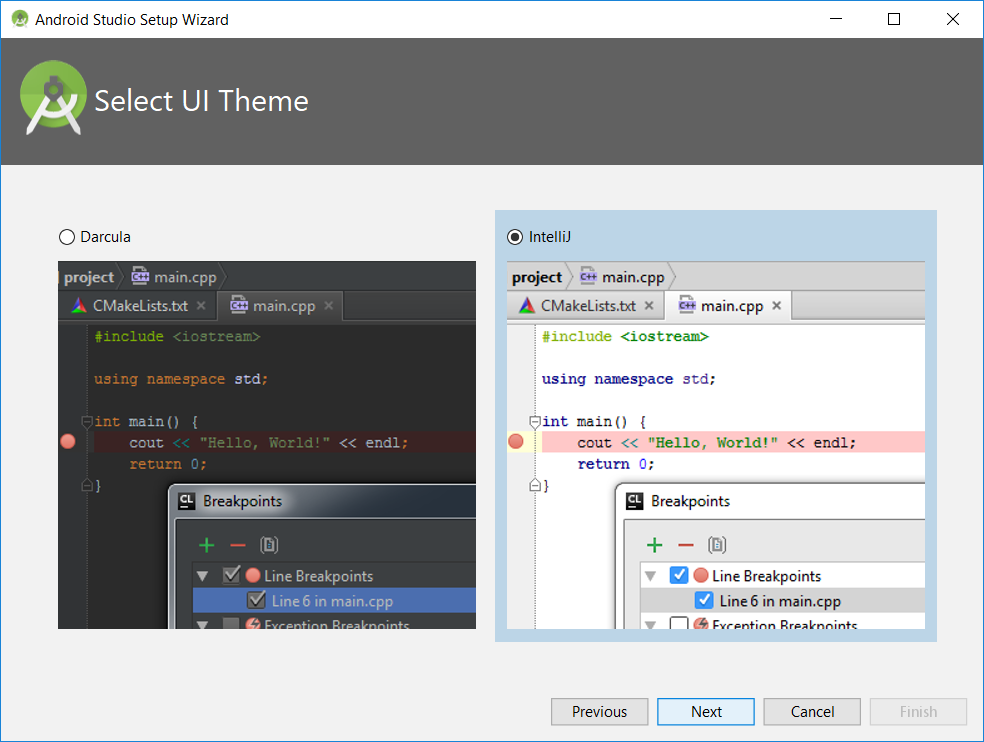 Android Studio Setup Wizard
Select UI Theme
Darcula
project main.cpp
CMakeLists.txt × main.cpp ×
#include <iostream>
using namespace std;
int main() {
cout << "Hello, World!" << endl;
return 0;
}
CL Breakpoints
Line Breakpoints
Line 6 in main.cpp
Exception Breakpoints
IntelliJ
project main.cpp
CMakeLists.txt × main.cpp ×
#include <iostream>
using namespace std;
int main() {
cout << "Hello, World!" << endl;
return 0;
}
CL Breakpoints
Line Breakpoints
Line 6 in main.cpp
Exception Breakpoints
Previous Next Cancel Finish